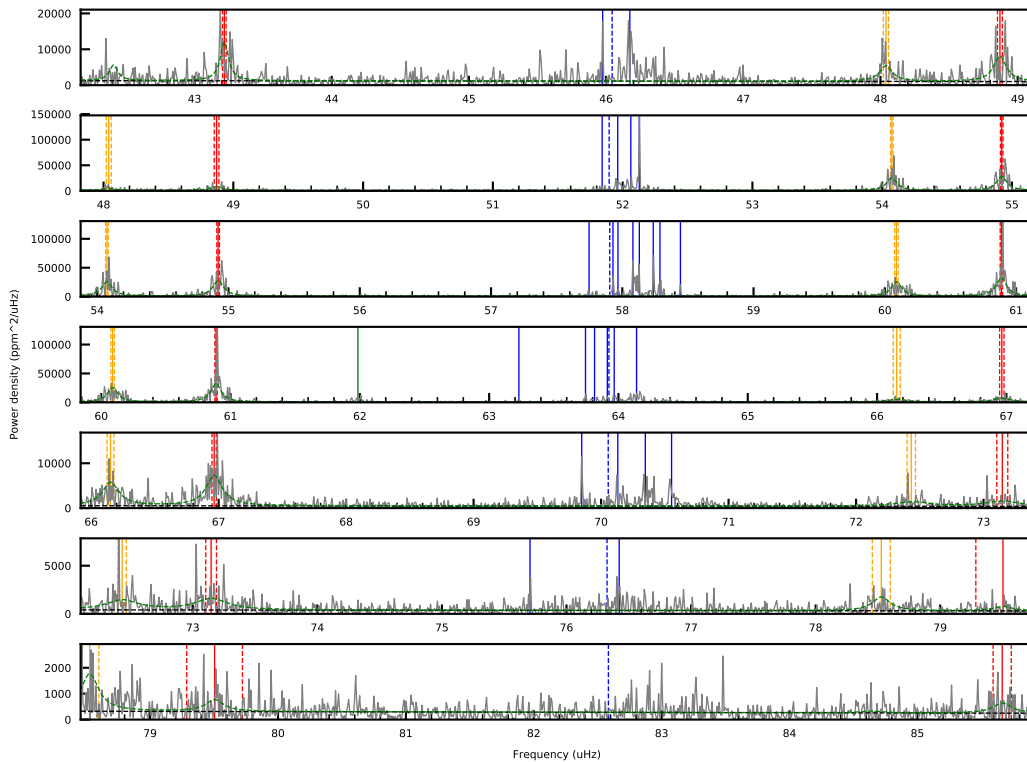 20000
10000
0
43 44 45 46 47 48 49
150000
100000
50000
0
48 49 50 51 52 53 54 55
100000
50000
0
54 55 56 57 58 59 60 61
100000
50000
0
60 61 62 63 64 65 66 67
10000
0
66 67 68 69 70 71 72 73
5000
0
73 74 75 76 77 78 79
2000
1000
0
79 80 81 82 83 84 85
Power density (ppm^2/uHz)
Frequency (uHz)